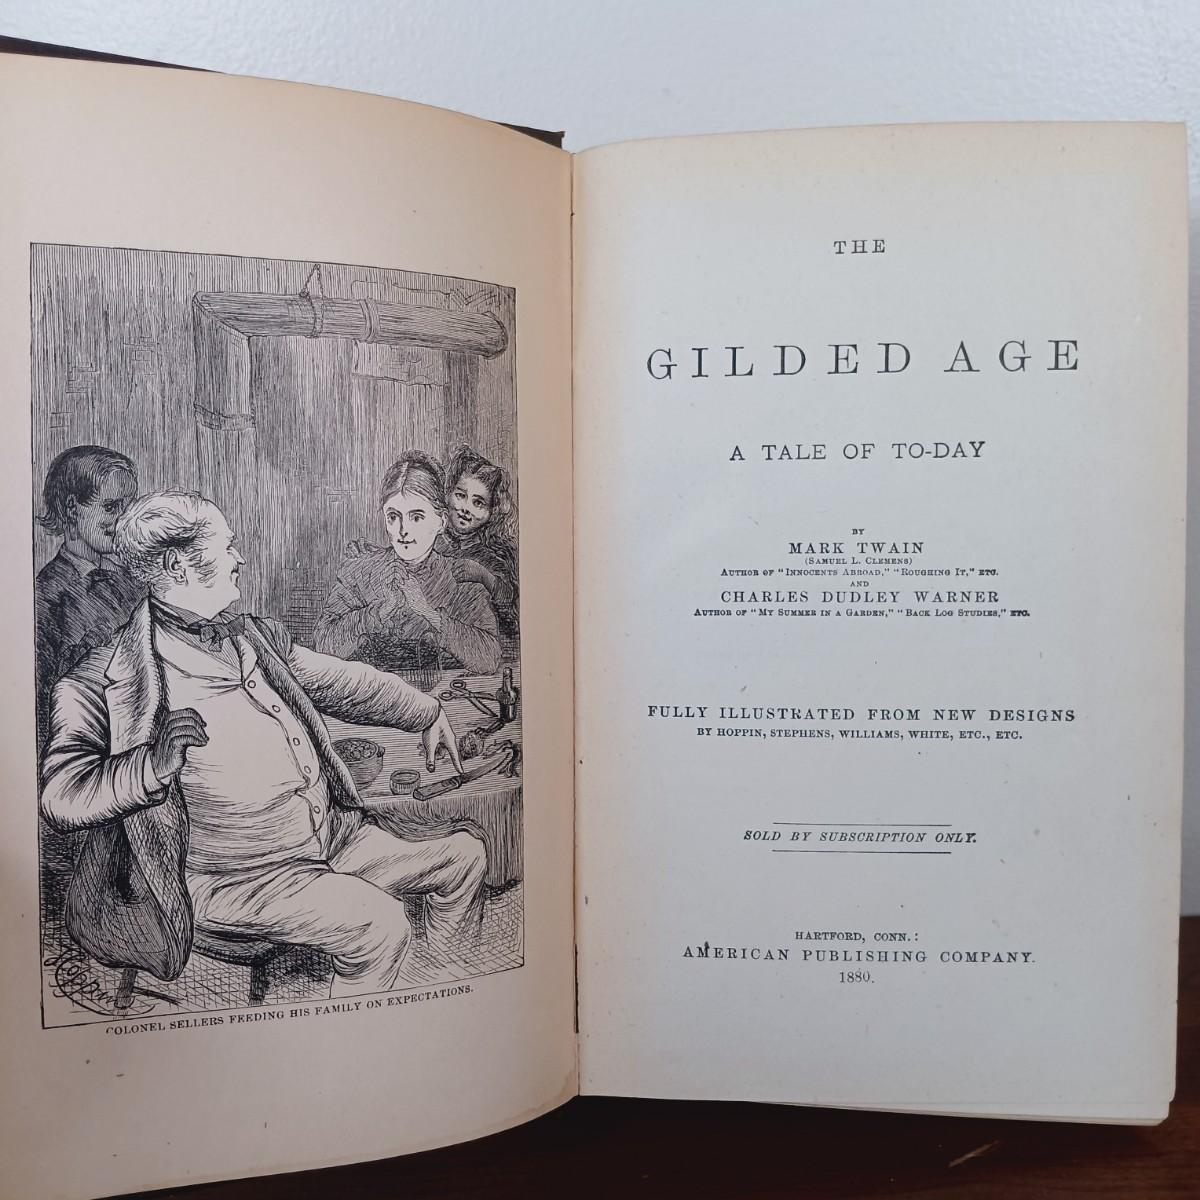 COLONEL SELLERS FEEDING HIS FAMILY ON EXPECTATIONS.
THE
GILDED AGE
A TALE OF TO-DAY
BY
MARK TWAIN
(SAMUEL L. CLEMENS)
AUTHOR OF "INNOCENTS ABROAD," "ROUGHING IT," ETC.
AND
CHARLES DUDLEY WARNER
AUTHOR OF "MY SUMMER IN A GARDEN," "BACK LOG STUDIES," ETC.
FULLY ILLUSTRATED FROM NEW DESIGNS
BY HOPPIN, STEPHENS, WILLIAMS, WHITE, ETC., ETC.
SOLD BY SUBSCRIPTION ONLY.
HARTFORD, CONN.:
AMERICAN PUBLISHING COMPANY.
1880.